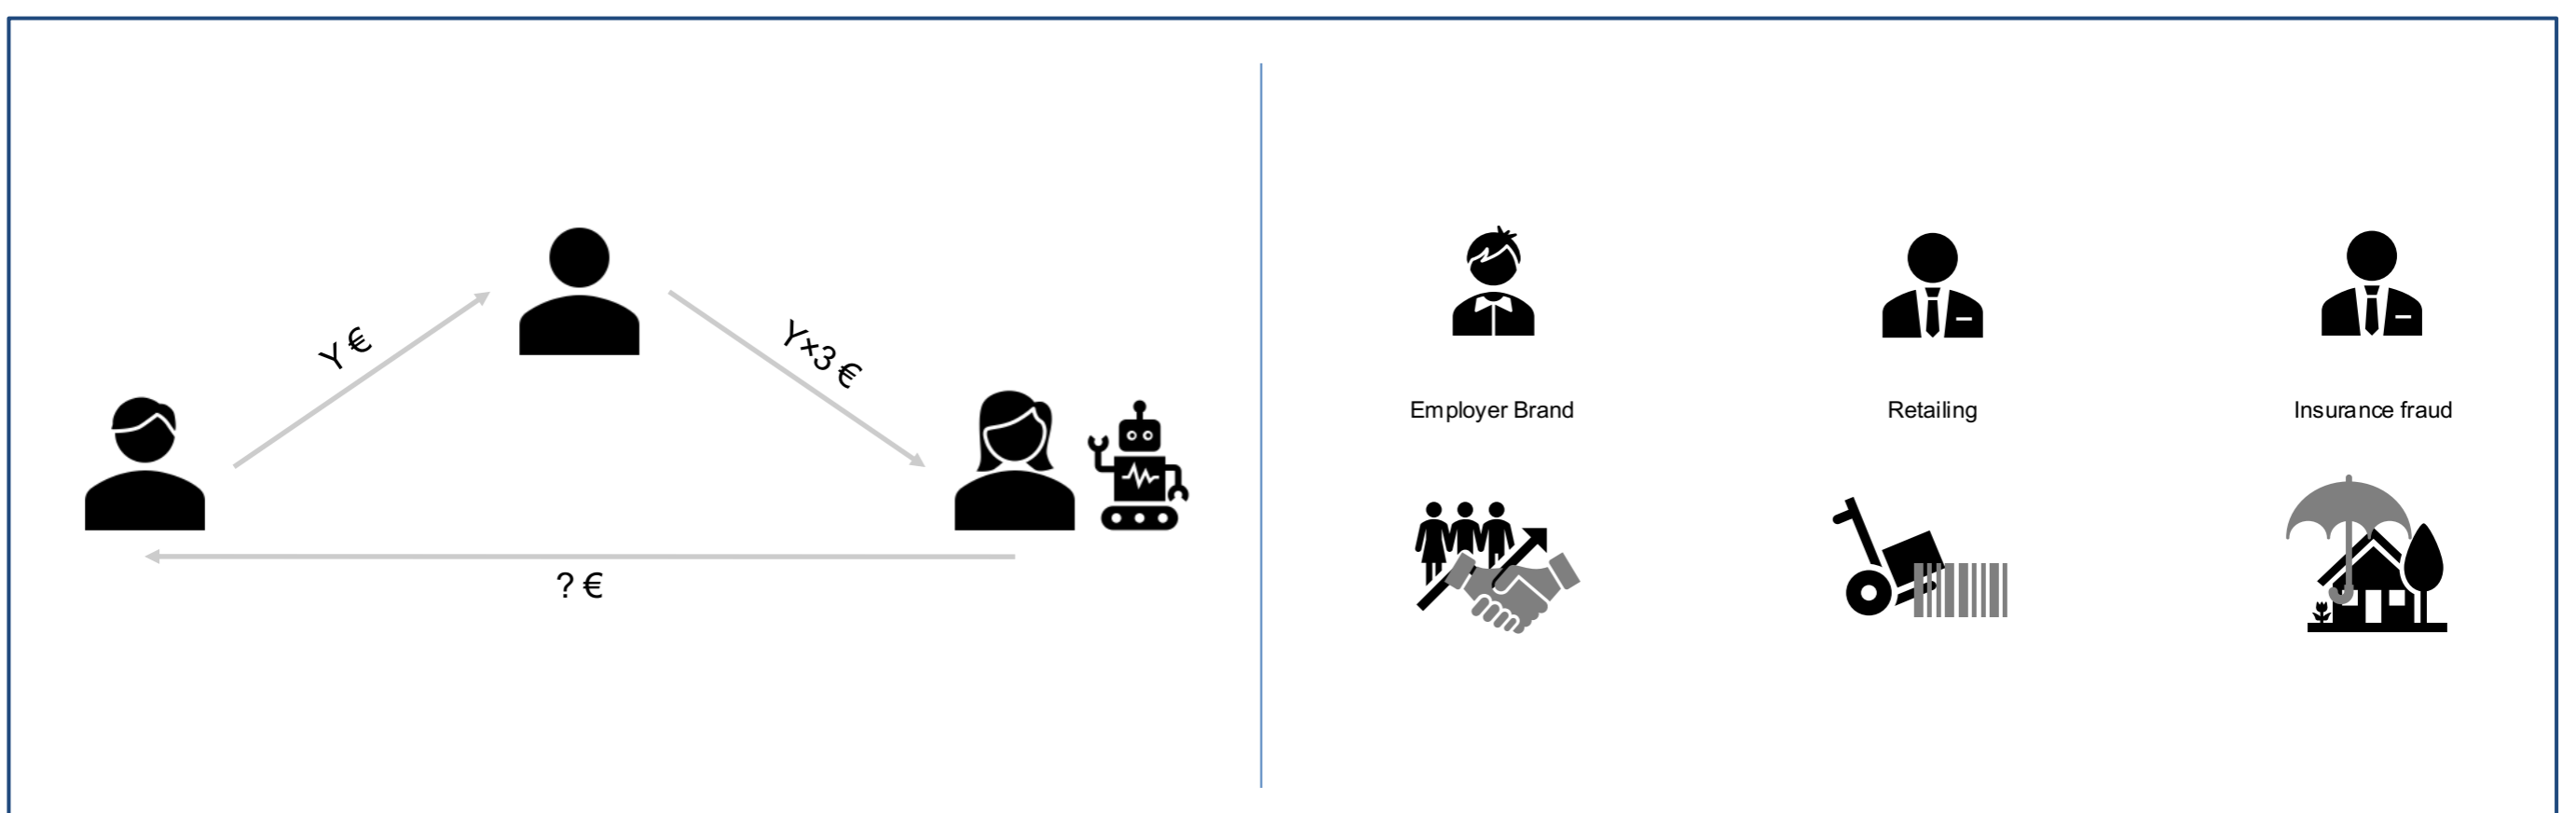 Y €
Y×3 €
? €
Employer Brand
Retailing
Insurance fraud